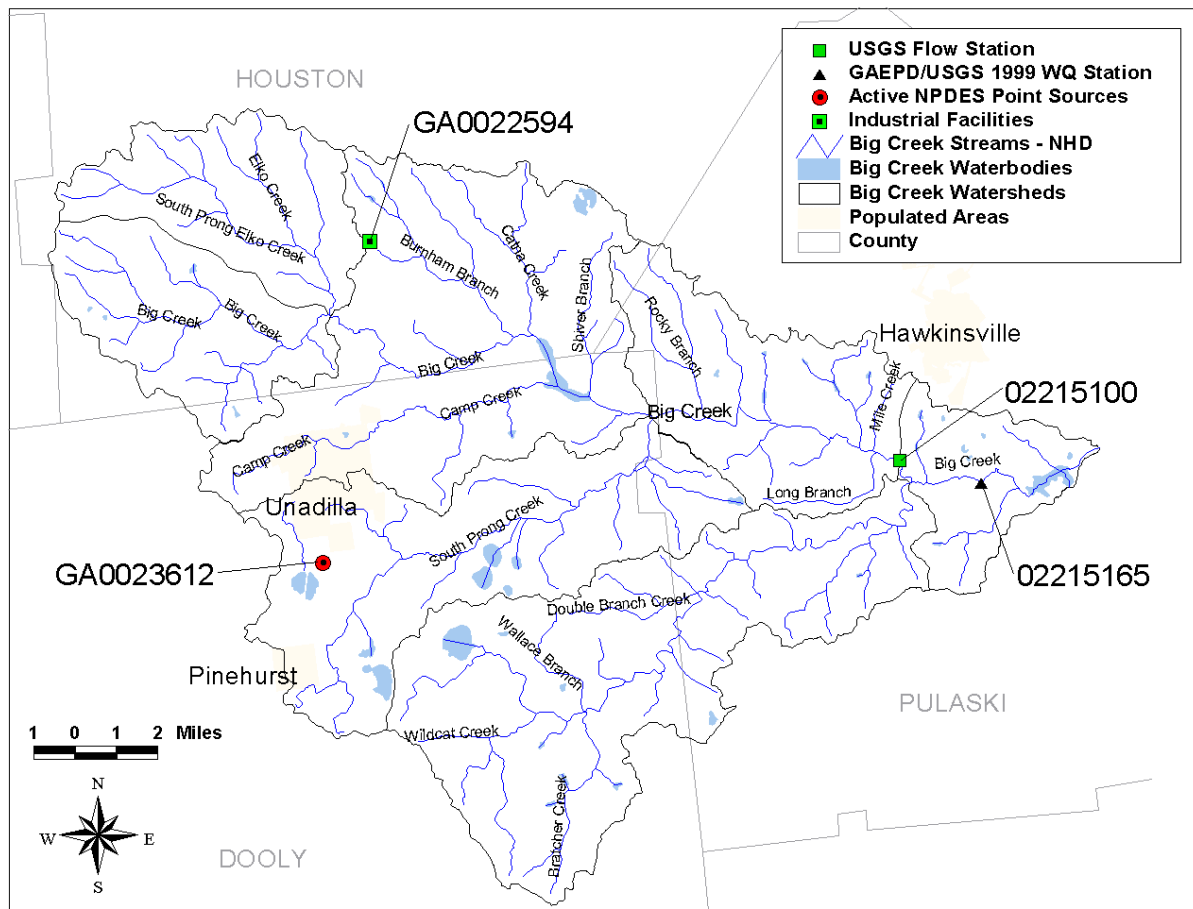 USGS Flow Station
GAEPD/USGS 1999 WQ Station
Active NPDES Point Sources
Industrial Facilities
Big Creek Streams - NHD
Big Creek Waterbodies
Big Creek Watersheds
Populated Areas
County
HOUSTON
GA0022594
Elko Creek
South Prong Elko Creek
Burnham Branch
Catna Creek
Shiver Branch
Rocky Branch
Big Creek
Big Creek
Hawkinsville
Big Creek
Camp Creek
Big Creek
Mile Creek
02215100
Camp Creek
Big Creek
Long Branch
Unadilla
South Prong Creek
GA0023612
02215165
Double Branch Creek
Wallace Branch
Pinehurst
PULASKI
Wildcat Creek
1 0 1 2 Miles
N
W E
S
Bratcher Creek
DOOLY